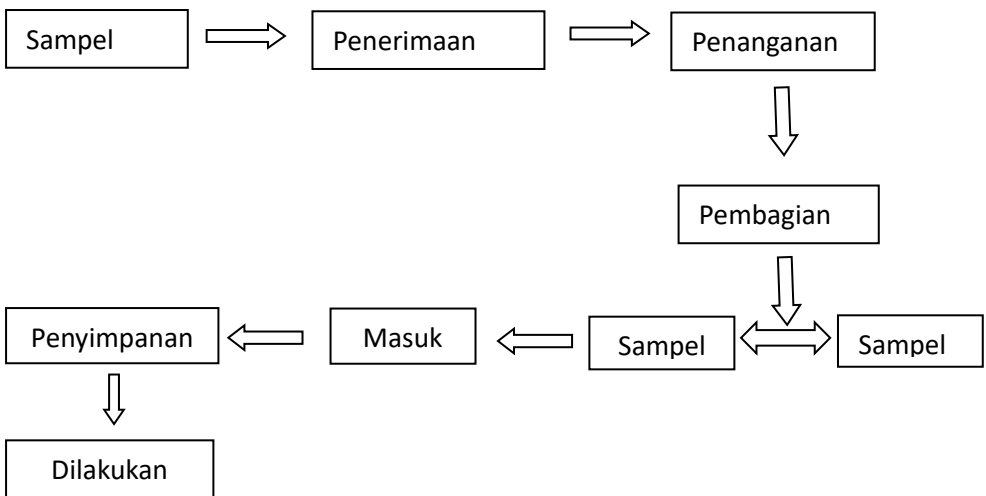 Sampel
Penerimaan
Penanganan
Pembagian
Sampel
Sampel
Masuk
Penyimpanan
Dilakukan